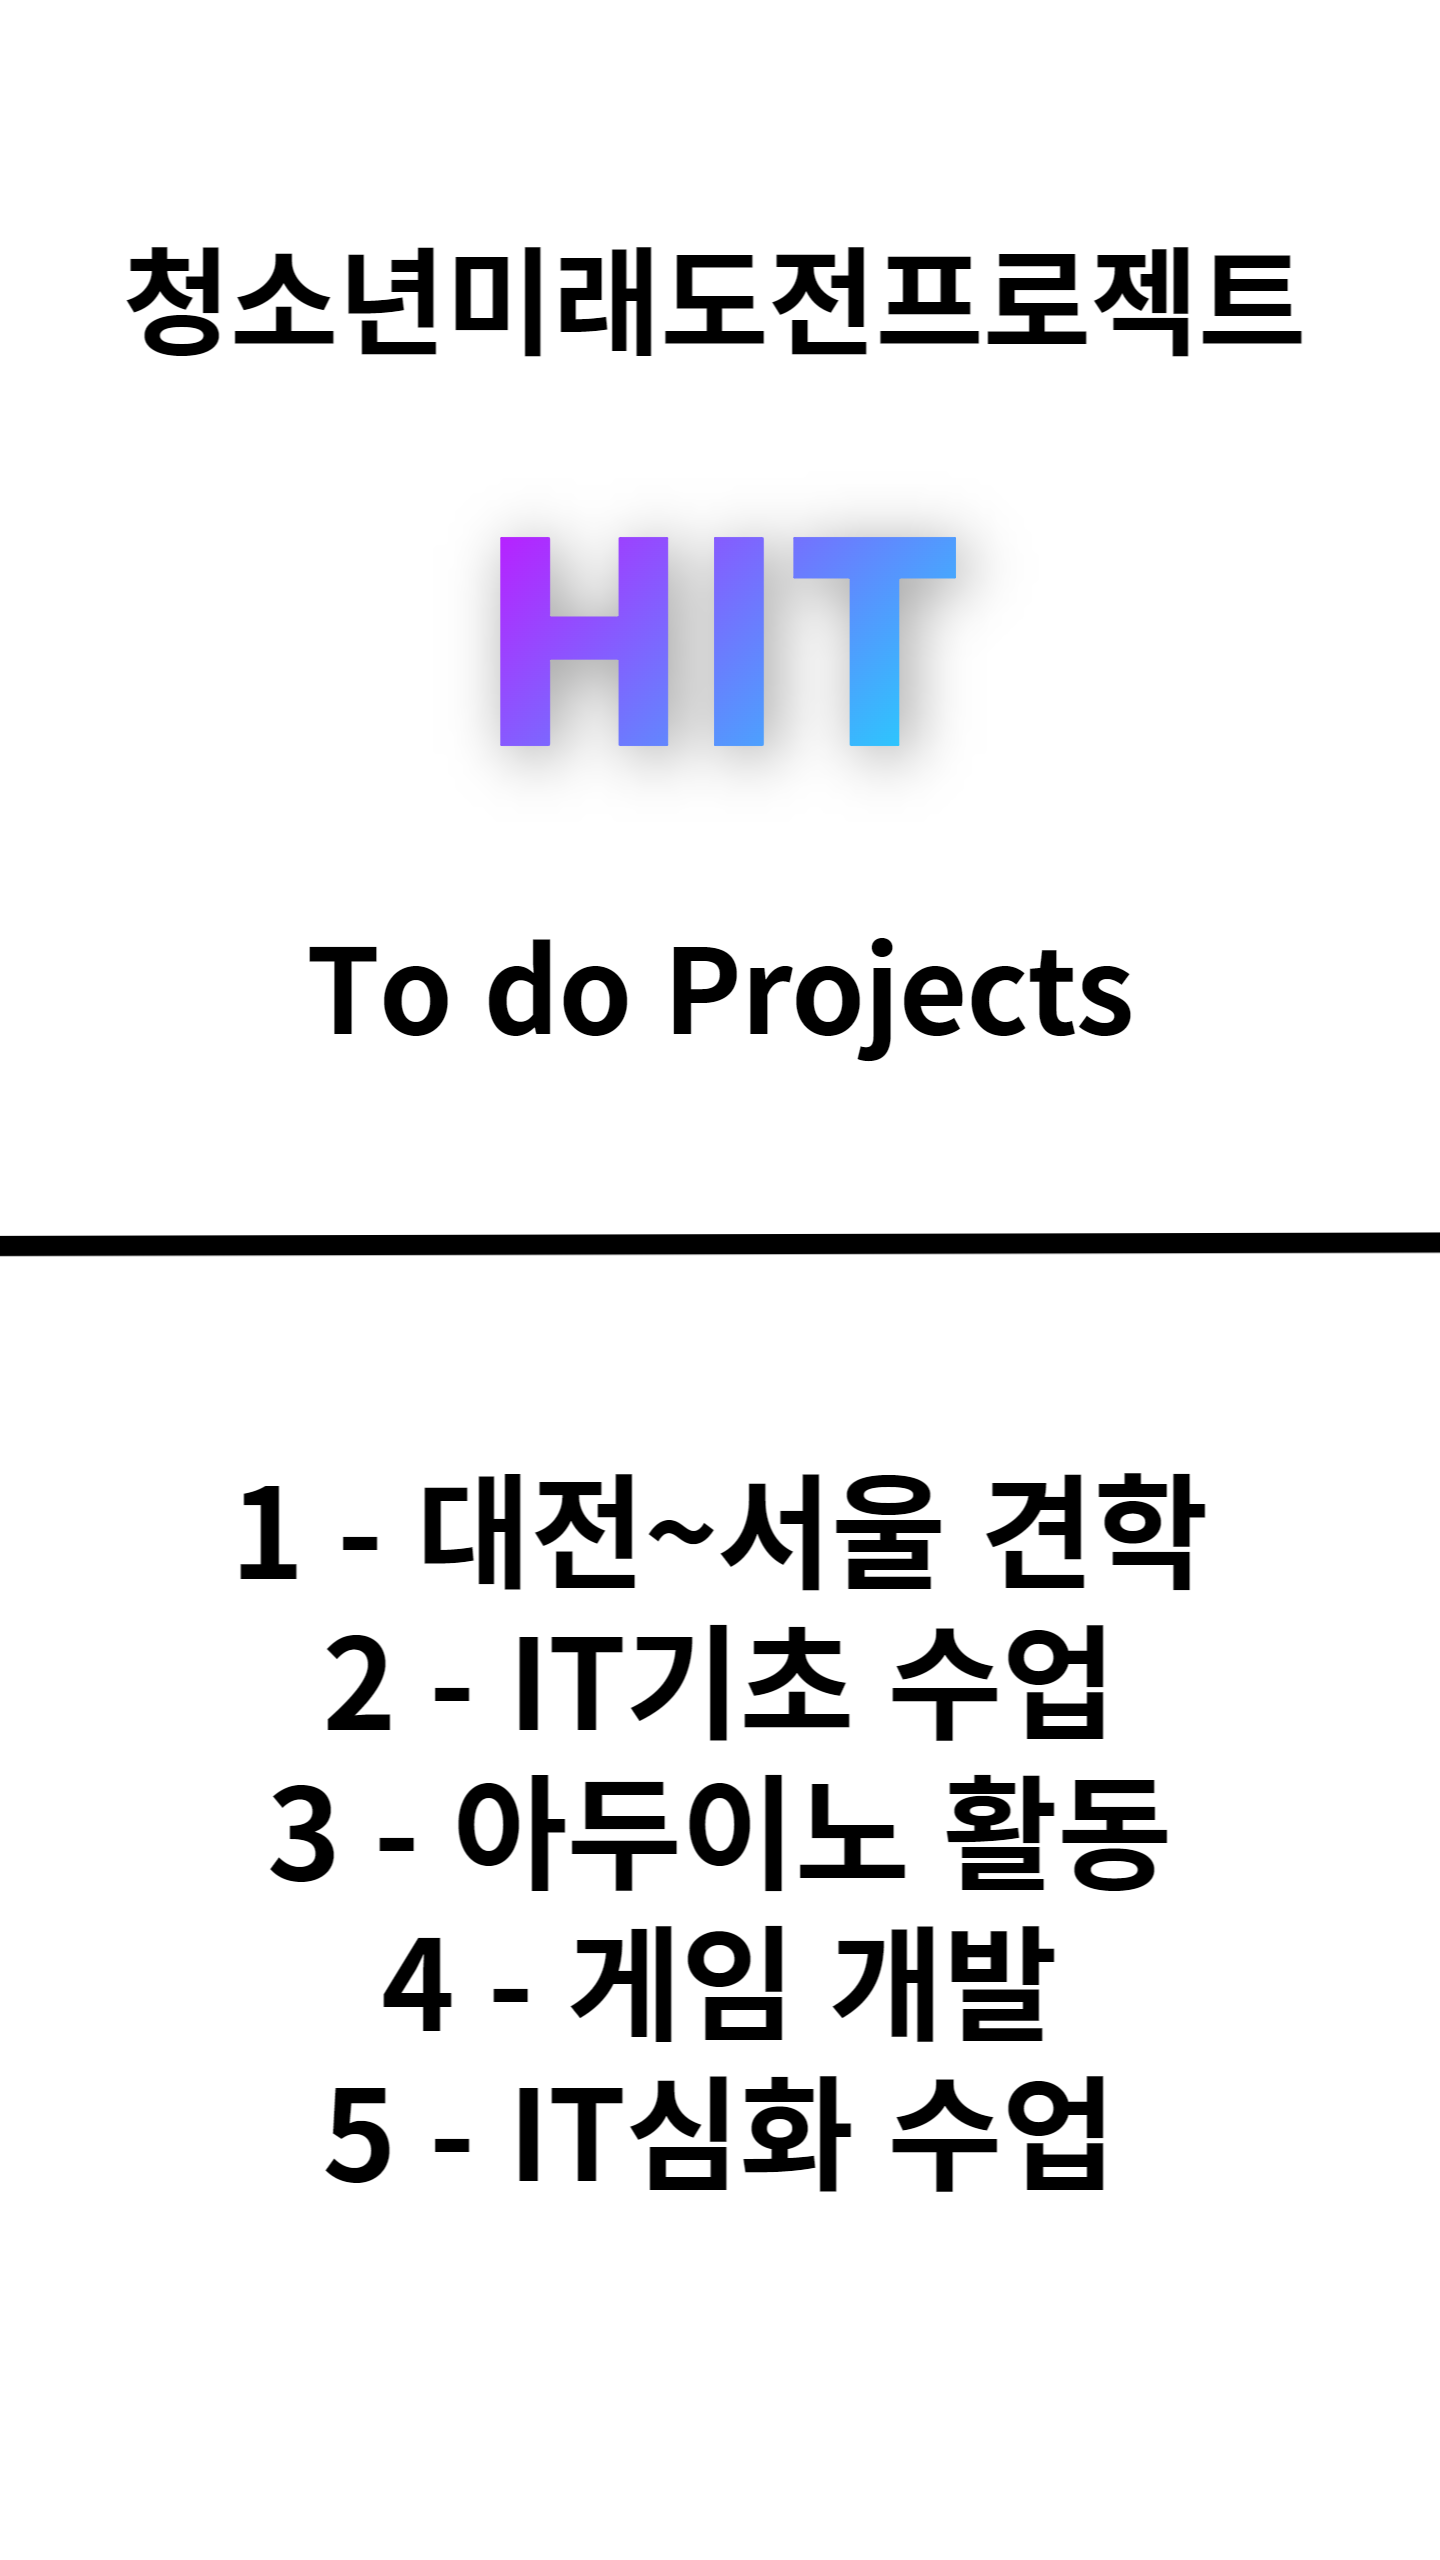 청소년미래도전프로젝트
HIT
To do Projects
1 - 대전~서울 견학
2 - IT기초 수업
3 - 아두이노 활동
4 - 게임 개발
5 - IT심화 수업